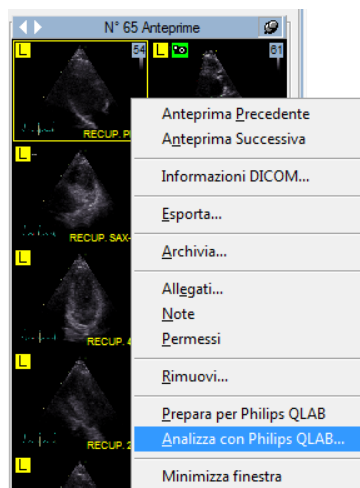 N° 65 Anteprime
L 54 L 61
RECUP.
L
RECUP. SAX-
L
RECUP.
L
RECUP. 2
L
Anteprima Precedente
Anteprima Successiva
Informazioni DICOM...
Esporta...
Archivia...
Allegati...
Note
Permessi
Rimuovi...
Prepara per Philips QLAB
Analizza con Philips QLAB...
Minimizza finestra